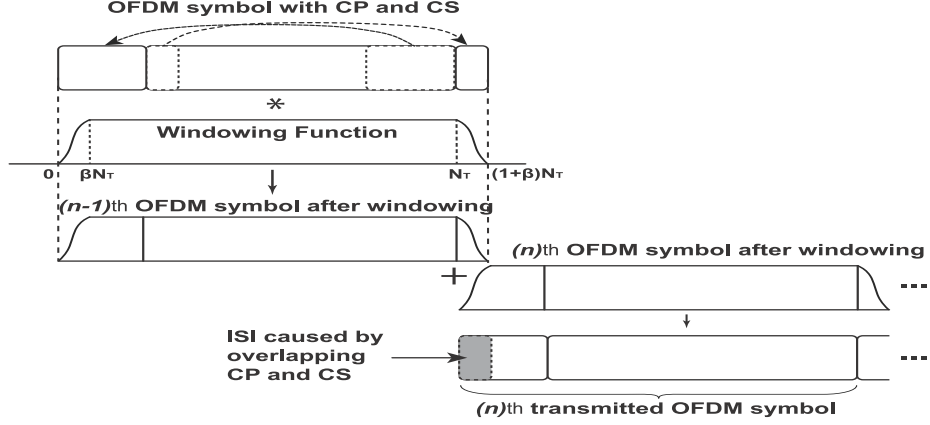 OFDM symbol with CP and CS
*
Windowing Function
0 βNT NT (1+β)NT
(n-1)th OFDM symbol after windowing
(n)th OFDM symbol after windowing
+
ISI caused by
overlapping
CP and CS
(n)th transmitted OFDM symbol